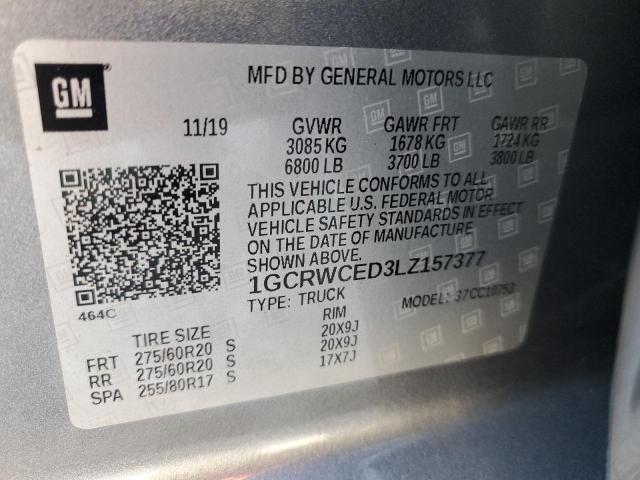 GM
MFD BY GENERAL MOTORS LLC
11/19 GVWR GAWR FRT GAWR RR
3085 KG 1678 KG 1724 KG
6800 LB 3700 LB 3800 LB
THIS VEHICLE CONFORMS TO ALL
APPLICABLE U.S. FEDERAL MOTOR
VEHICLE SAFETY STANDARDS IN EFFECT
ON THE DATE OF MANUFACTURE
SHOWN ABOVE.
1GCRWCED3LZ157377
TYPE: TRUCK MODEL:
464C
TIRE SIZE RIM
FRT 275/60R20 S 20X9J
RR 275/60R20 S 20X9J
SPA 255/80R17 S 17X7J